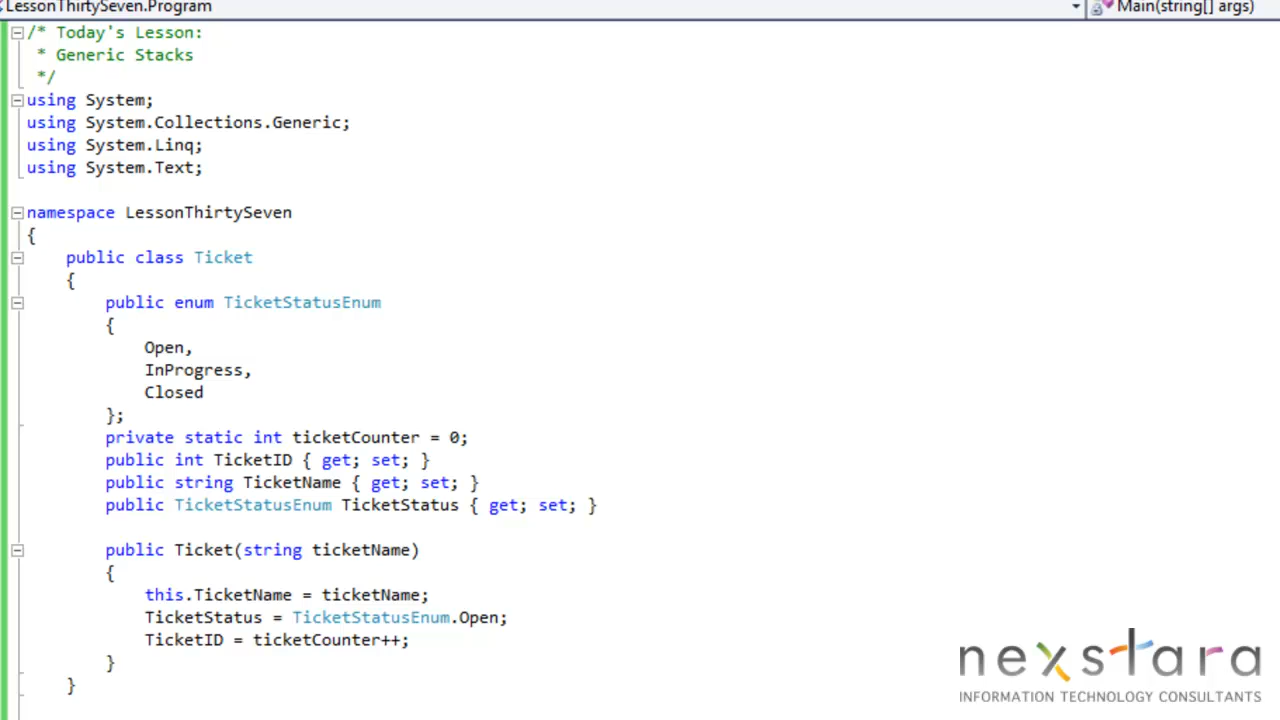 LessonThirtySeven.Program
Main(string[] args)
/* Today's Lesson:
 * Generic Stacks
 */
using System;
using System.Collections.Generic;
using System.Linq;
using System.Text;
namespace LessonThirtySeven
{
    public class Ticket
    {
        public enum TicketStatusEnum
        {
            Open,
            InProgress,
            Closed
        };
        private static int ticketCounter = 0;
        public int TicketID { get; set; }
        public string TicketName { get; set; }
        public TicketStatusEnum TicketStatus { get; set; }
        public Ticket(string ticketName)
        {
            this.TicketName = ticketName;
            TicketStatus = TicketStatusEnum.Open;
            TicketID = ticketCounter++;
        }
    }
nexstara
INFORMATION TECHNOLOGY CONSULTANTS